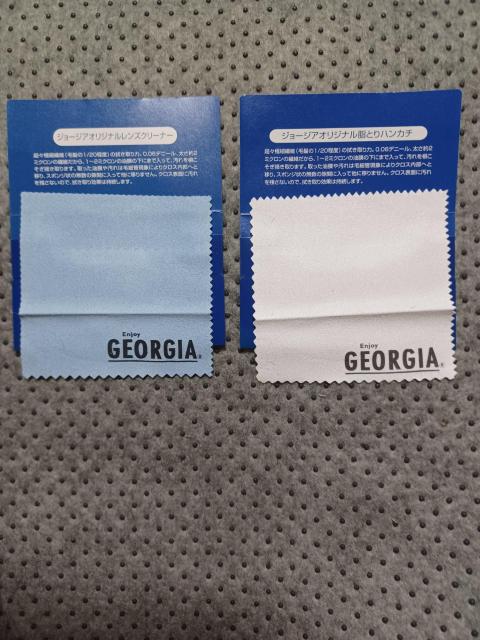 ジョージアオリジナルレンズクリーナー
超々極細繊維(毛髪の1/20程度)の拭き取り力。0.06デニール、太さ約2
ミクロンの繊維だから、1〜2ミクロンの油膜の下にまで入って、汚れを根こ
そぎ掻き取ります。取った油膜や汚れは毛細管現象によりクロス内部へと
移り、スポンジ状の無数の隙間に入って他に移りません。クロス表面に汚れ
を残さないので、拭き取り効果は持続します。
Enjoy
GEORGIA®
ジョージアオリジナル脂とりハンカチ
超々極細繊維(毛髪の1/20程度)の拭き取り力。0.06デニール、太さ約2
ミクロンの繊維だから、1〜2ミクロンの油膜の下にまで入って、汚れを根こ
そぎ掻き取ります。取った油膜や汚れは毛細管現象によりクロス内部へと
移り、スポンジ状の無数の隙間に入って他に移りません。クロス表面に汚れ
を残さないので、拭き取り効果は持続します。
Enjoy
GEORGIA®